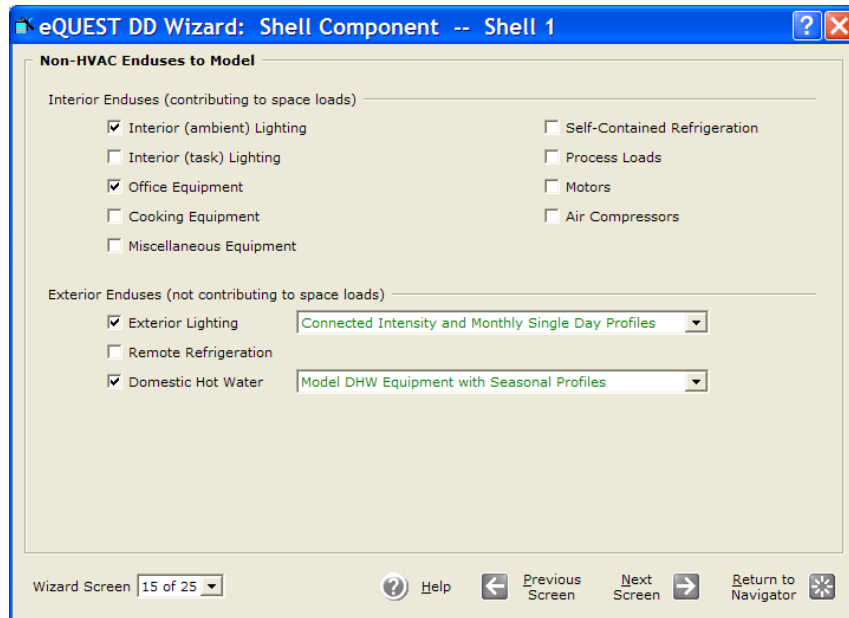 eQUEST DD Wizard: Shell Component -- Shell 1
Non-HVAC Enduses to Model
Interior Enduses (contributing to space loads)
Interior (ambient) Lighting
Self-Contained Refrigeration
Interior (task) Lighting
Process Loads
Office Equipment
Motors
Cooking Equipment
Air Compressors
Miscellaneous Equipment
Exterior Enduses (not contributing to space loads)
Exterior Lighting
Connected Intensity and Monthly Single Day Profiles
Remote Refrigeration
Domestic Hot Water
Model DHW Equipment with Seasonal Profiles
Wizard Screen 15 of 25
? Help
Previous Screen
Next Screen
Return to Navigator